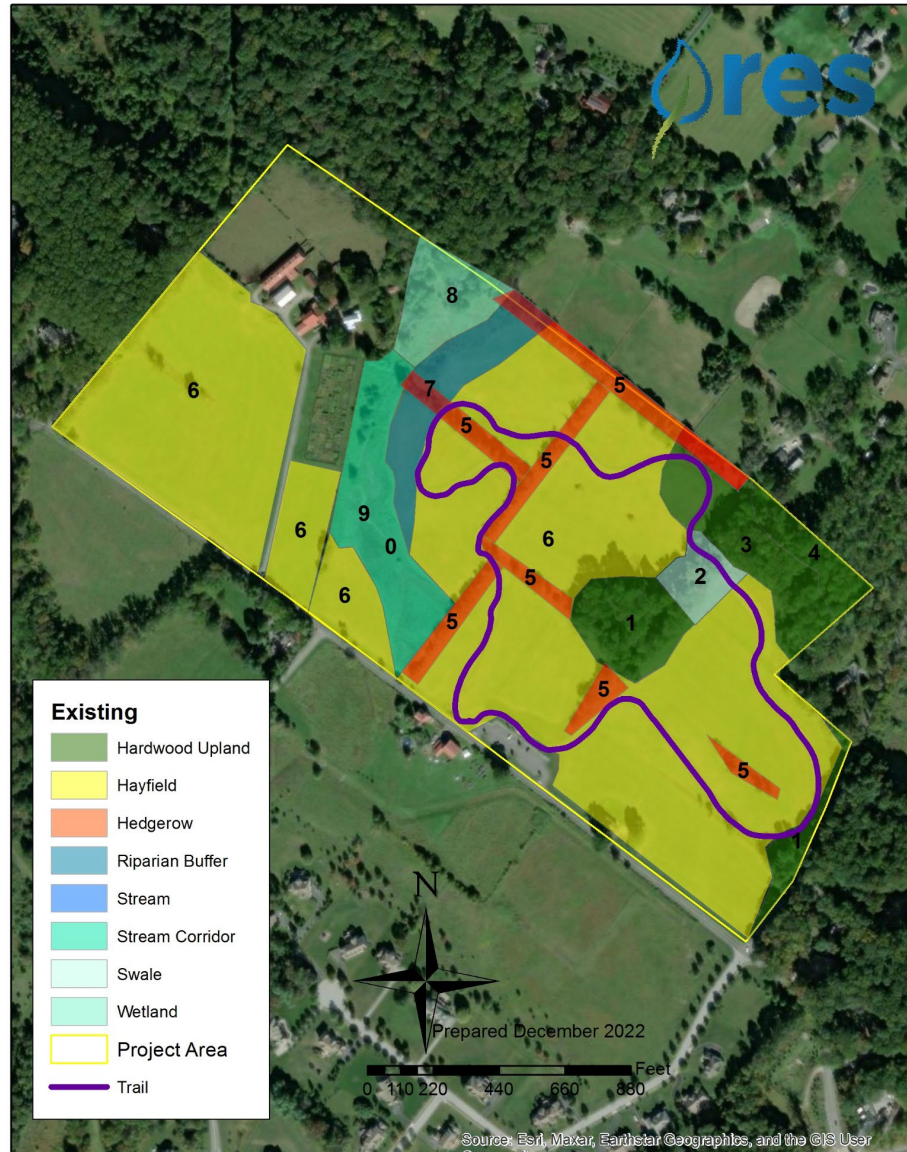 res
8
6
7
5
5
5
9
6
6
0
6
3
4
2
5
1
5
5
5
1
Existing
Hardwood Upland
Hayfield
Hedgerow
Riparian Buffer
Stream
Stream Corridor
Swale
Wetland
Project Area
Trail
N
Prepared December 2022
Feet
0 110 220 440 660 880
Source: Esri, Maxar, Earthstar Geographics, and the GIS User